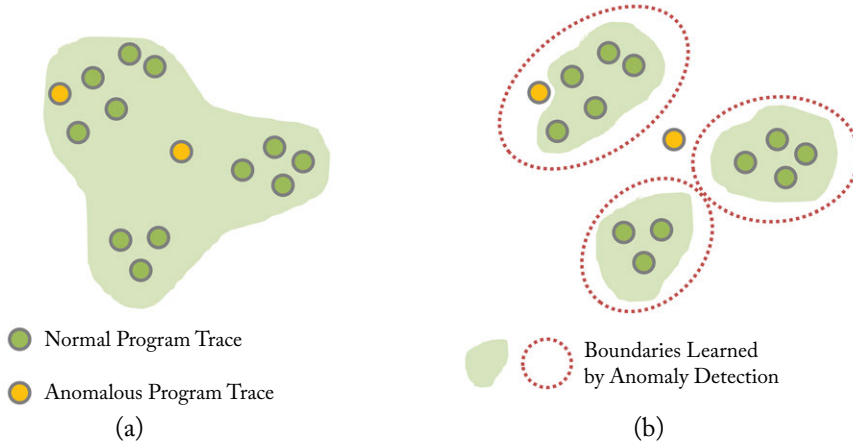 Normal Program Trace
Anomalous Program Trace
(a)
Boundaries Learned
by Anomaly Detection
(b)